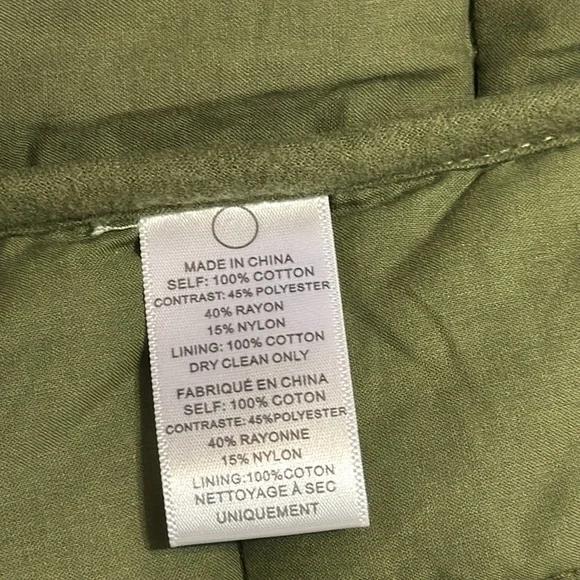 MADE IN CHINA
SELF: 100% COTTON
CONTRAST: 45% POLYESTER
40% RAYON
15% NYLON
LINING: 100% COTTON
DRY CLEAN ONLY
FABRIQUÉ EN CHINA
SELF: 100% COTON
CONTRASTE: 45%POLYESTER
40% RAYONNE
15% NYLON
LINING:100%COTON
NETTOYAGE À SEC
UNIQUEMENT